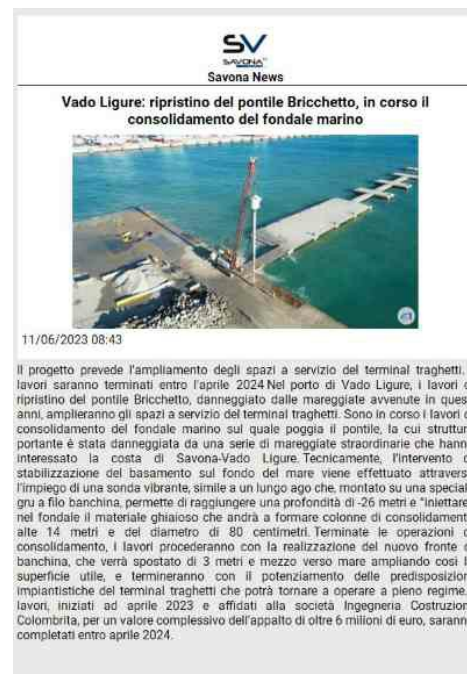 SV
SAVONA
Savona News
Vado Ligure: ripristino del pontile Bricchetto, in corso il
consolidamento del fondale marino
11/06/2023 08:43
Il progetto prevede l'ampliamento degli spazi a servizio del terminal traghetti.
lavori saranno terminati entro l'aprile 2024 Nel porto di Vado Ligure, i lavori d
ripristino del pontile Bricchetto, danneggiato dalle mareggiate avvenute in ques
anni, amplieranno gli spazi a servizio del terminal traghetti. Sono in corso i lavori d
consolidamento del fondale marino sul quale poggia il pontile, la cui struttur
portante è stata danneggiata da una serie di mareggiate straordinarie che hann
interessato la costa di Savona-Vado Ligure. Tecnicamente, l'intervento d
stabilizzazione del basamento sul fondo del mare viene effettuato attravers
l'impiego di una sonda vibrante, simile a un lungo ago che, montato su una special
gru a filo banchina, permette di raggiungere una profondità di -26 metri e "iniettare
nel fondale il materiale ghiaioso che andrà a formare colonne di consolidament
alte 14 metri e del diametro di 80 centimetri. Terminate le operazioni d
consolidamento, i lavori procederanno con la realizzazione del nuovo fronte d
banchina, che verrà spostato di 3 metri e mezzo verso mare ampliando così l
superficie utile, e termineranno con il potenziamento delle predisposizion
impiantistiche del terminal traghetti che potrà tornare a operare a pieno regime.
lavori, iniziati ad aprile 2023 e affidati alla società Ingegneria Costruzion
Colombrita, per un valore complessivo dell'appalto di oltre 6 milioni di euro, sarann
completati entro aprile 2024.